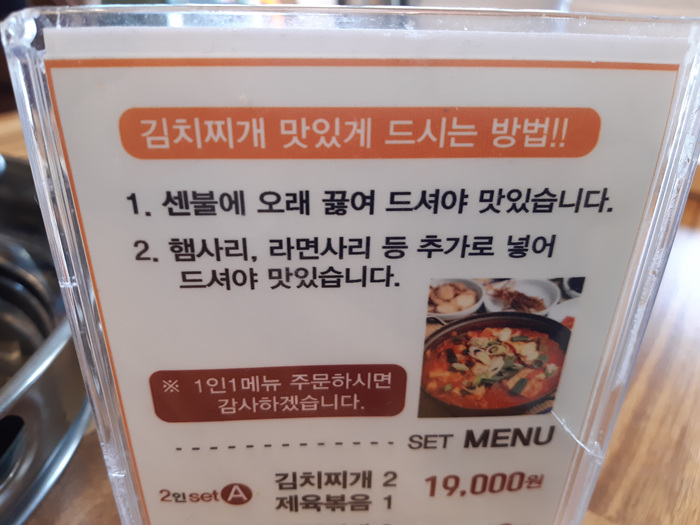 김치찌개 맛있게 드시는 방법!!
1. 센불에 오래 끓여 드셔야 맛있습니다.
2. 햄사리, 라면사리 등 추가로 넣어
드셔야 맛있습니다.
※ 1인1메뉴 주문하시면
감사하겠습니다.
SET MENU
2인 set A 김치찌개 2 19,000원
제육볶음 1